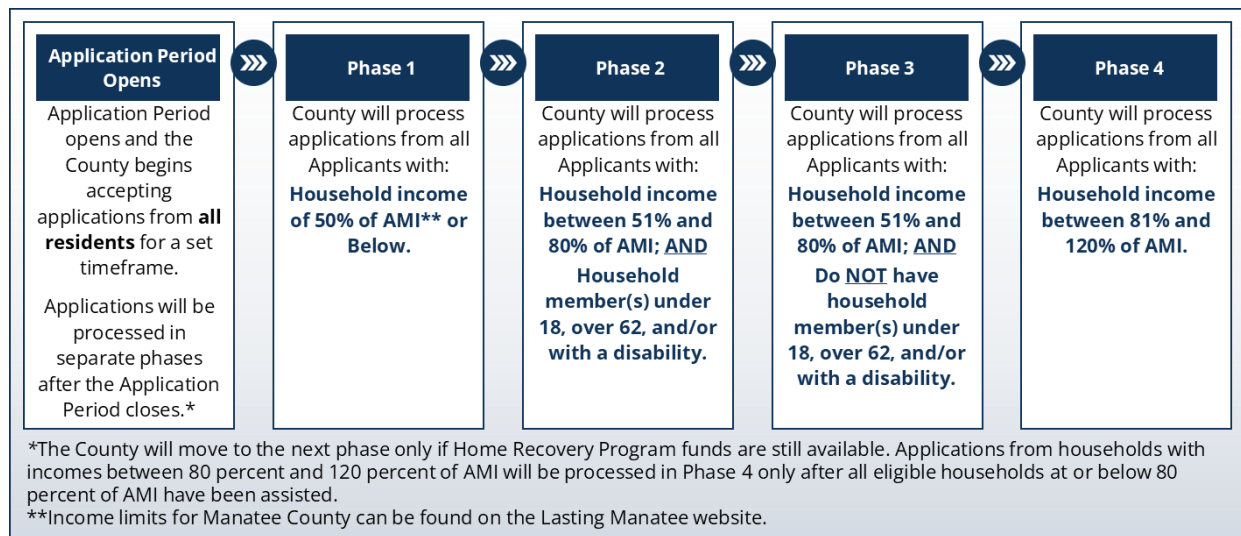 Application Period
Opens
Application Period
opens and the
County begins
accepting
applications from all
residents for a set
timeframe.
Applications will be
processed in
separate phases
after the Application
Period closes.*
Phase 1
County will process
applications from all
Applicants with:
Household income
of 50% of AMI** or
Below.
Phase 2
County will process
applications from all
Applicants with:
Household income
between 51% and
80% of AMI; AND
Household
member(s) under
18, over 62, and/or
with a disability.
Phase 3
County will process
applications from all
Applicants with:
Household income
between 51% and
80% of AMI; AND
Do NOT have
household
member(s) under
18, over 62, and/or
with a disability.
Phase 4
County will process
applications from all
Applicants with:
Household income
between 81% and
120% of AMI.
*The County will move to the next phase only if Home Recovery Program funds are still available. Applications from households with
incomes between 80 percent and 120 percent of AMI will be processed in Phase 4 only after all eligible households at or below 80
percent of AMI have been assisted.
**Income limits for Manatee County can be found on the Lasting Manatee website.